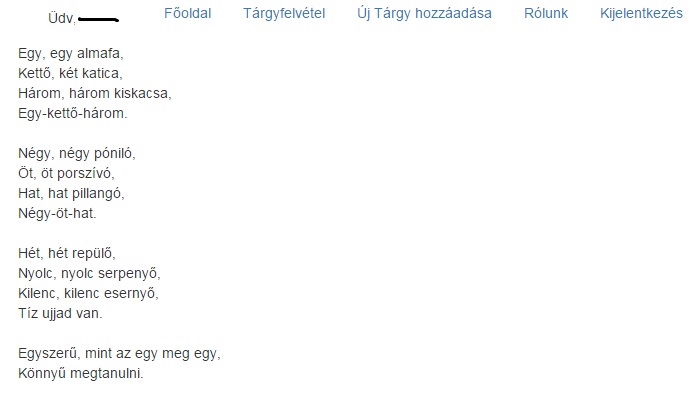 Üdv,
Főoldal Tárgyfelvétel Új Tárgy hozzáadása Rólunk Kijelentkezés
Egy, egy almafa,
Kettő, két katica,
Három, három kiskacsa,
Egy-kettő-három.
Négy, négy póniló,
Öt, öt porszívó,
Hat, hat pillangó,
Négy-öt-hat.
Hét, hét repülő,
Nyolc, nyolc serpenyő,
Kilenc, kilenc esernyő,
Tíz ujjad van.
Egyszerű, mint az egy meg egy,
Könnyű megtanulni.